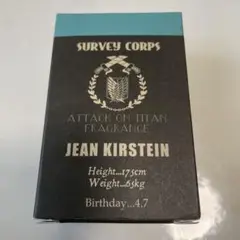 SURVEY CORPS
ATTACK ON TITAN
FRAGRANCE
JEAN KIRSTEIN
Height...175cm
Weight...65kg
Birthday...4.7